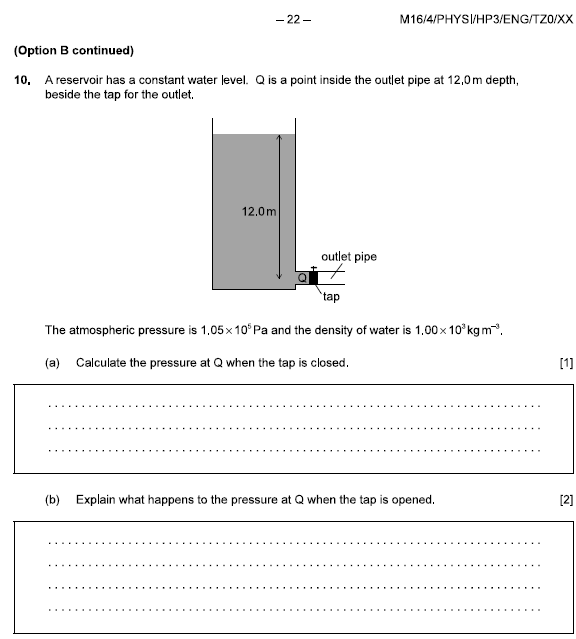 – 22 –
M16/4/PHYSI/HP3/ENG/TZ0/XX
(Option B continued)
10. A reservoir has a constant water level. Q is a point inside the outlet pipe at 12.0 m depth,
beside the tap for the outlet.
12.0 m
outlet pipe
Q
tap
The atmospheric pressure is 1.05 × 10⁵ Pa and the density of water is 1.00 × 10³ kg m⁻³.
(a) Calculate the pressure at Q when the tap is closed. [1]
(b) Explain what happens to the pressure at Q when the tap is opened. [2]